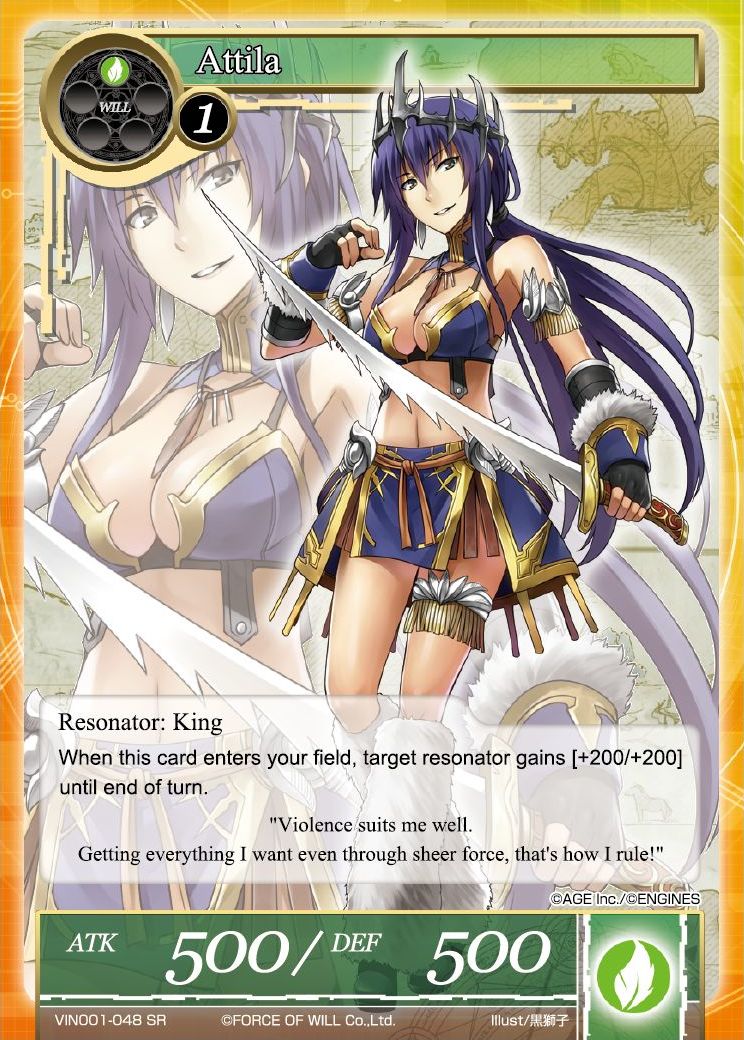 Attila
WILL
1
Resonator: King
When this card enters your field, target resonator gains [+200/+200]
until end of turn.
"Violence suits me well.
Getting everything I want even through sheer force, that's how I rule!"
©AGE Inc./©ENGINES
ATK 500/ DEF 500
VIN001-048 SR ©FORCE OF WILL Co.,Ltd. Illust/黒獅子